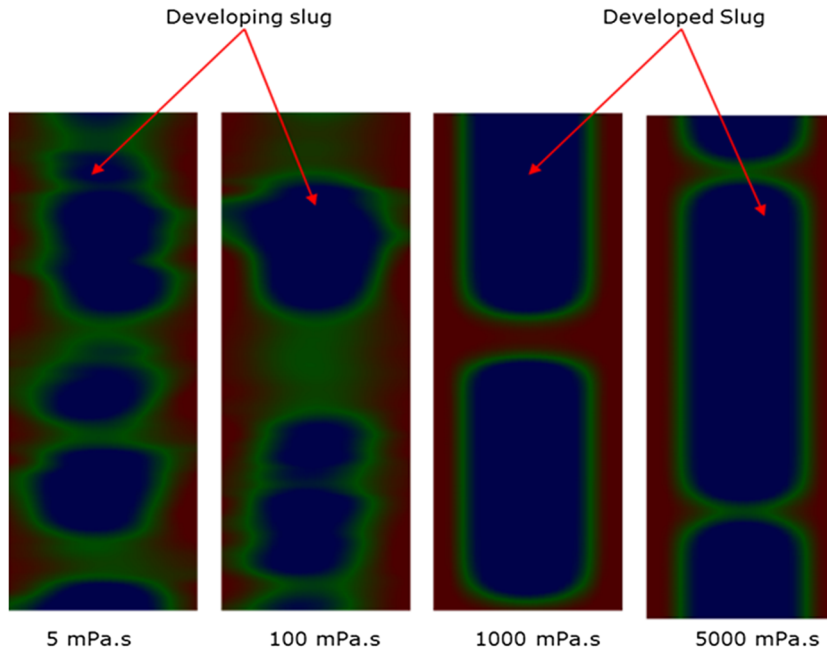 Developing slug
Developed Slug
5 mPa.s
100 mPa.s
1000 mPa.s
5000 mPa.s